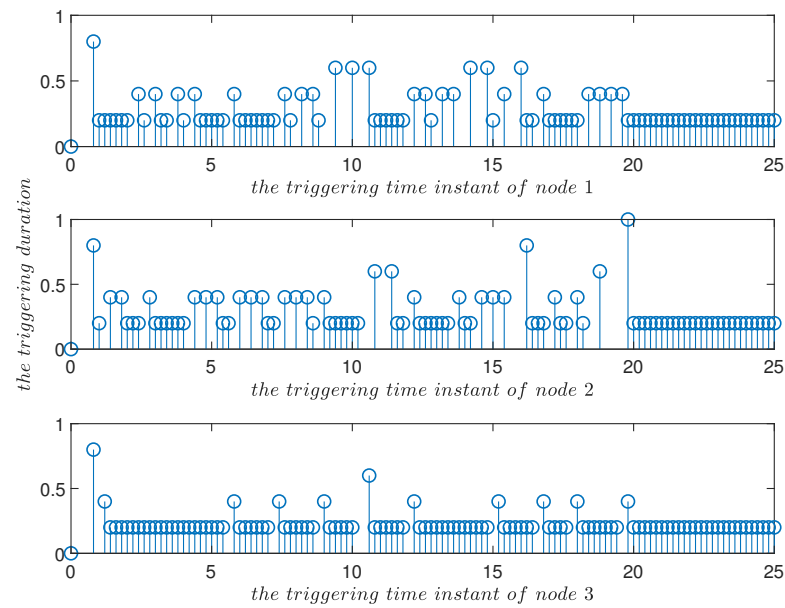 1
0.5
0
0 5 10 15 20 25
the triggering time instant of node 1
the triggering duration
1
0.5
0
0 5 10 15 20 25
the triggering time instant of node 2
1
0.5
0
0 5 10 15 20 25
the triggering time instant of node 3